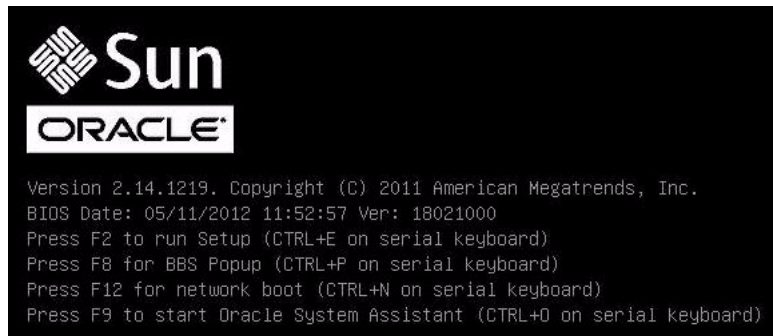 Sun
ORACLE
Version 2.14.1219. Copyright (C) 2011 American Megatrends, Inc.
BIOS Date: 05/11/2012 11:52:57 Ver: 18021000
Press F2 to run Setup (CTRL+E on serial keyboard)
Press F8 for BBS Popup (CTRL+P on serial keyboard)
Press F12 for network boot (CTRL+N on serial keyboard)
Press F9 to start Oracle System Assistant (CTRL+O on serial keyboard)